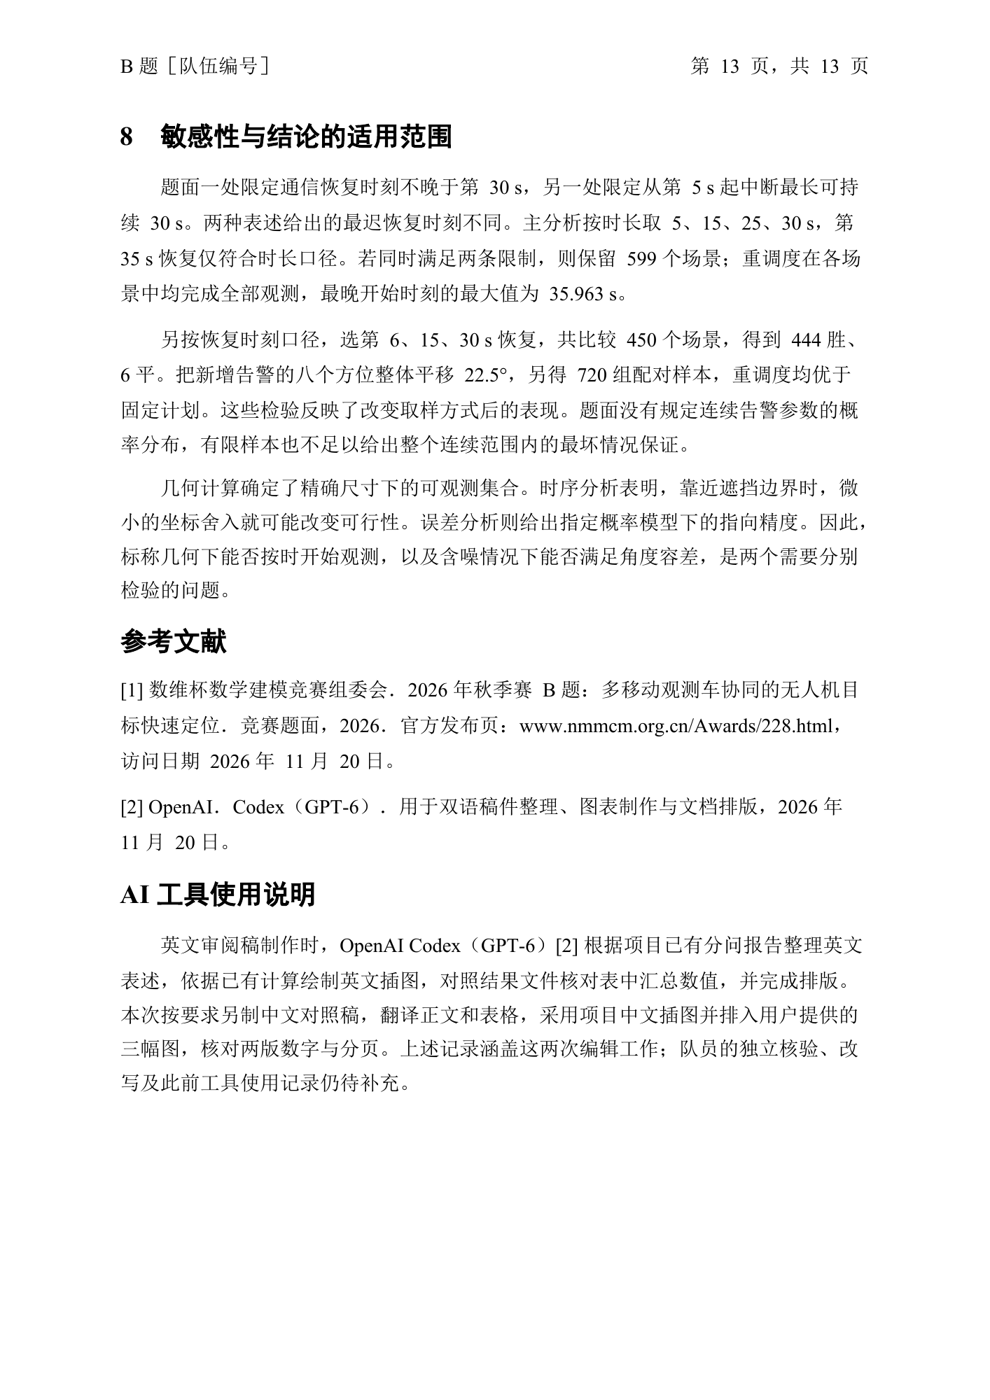 B 题［队伍编号］
第 13 页，共 13 页
8 敏感性与结论的适用范围
题面一处限定通信恢复时刻不晚于第 30 s，另一处限定从第 5 s 起中断最长可持
续 30 s。两种表述给出的最迟恢复时刻不同。主分析按时长取 5、15、25、30 s，第
35 s 恢复仅符合时长口径。若同时满足两条限制，则保留 599 个场景；重调度在各场
景中均完成全部观测，最晚开始时刻的最大值为 35.963 s。
另按恢复时刻口径，选第 6、15、30 s 恢复，共比较 450 个场景，得到 444 胜、
6 平。把新增告警的八个方位整体平移 22.5°，另得 720 组配对样本，重调度均优于
固定计划。这些检验反映了改变取样方式后的表现。题面没有规定连续告警参数的概
率分布，有限样本也不足以给出整个连续范围内的最坏情况保证。
几何计算确定了精确尺寸下的可观测集合。时序分析表明，靠近遮挡边界时，微
小的坐标舍入就可能改变可行性。误差分析则给出指定概率模型下的指向精度。因此，
标称几何下能否按时开始观测，以及含噪情况下能否满足角度容差，是两个需要分别
检验的问题。
参考文献
[1] 数维杯数学建模竞赛组委会．2026 年秋季赛 B 题：多移动观测车协同的无人机目
标快速定位．竞赛题面，2026．官方发布页：www.nmmcm.org.cn/Awards/228.html，
访问日期 2026 年 11 月 20 日。
[2] OpenAI．Codex（GPT-6）．用于双语稿件整理、图表制作与文档排版，2026 年
11 月 20 日。
AI 工具使用说明
英文审阅稿制作时，OpenAI Codex（GPT-6）[2] 根据项目已有分问报告整理英文
表述，依据已有计算绘制英文插图，对照结果文件核对表中汇总数值，并完成排版。
本次按要求另制中文对照稿，翻译正文和表格，采用项目中文插图并排入用户提供的
三幅图，核对两版数字与分页。上述记录涵盖这两次编辑工作；队员的独立核验、改
写及此前工具使用记录仍待补充。